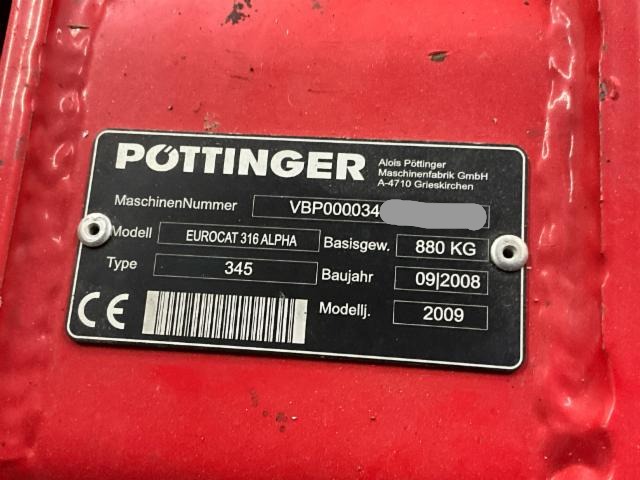 PÖTTINGER
Alois Pöttinger
Maschinenfabrik GmbH
A-4710 Grieskirchen
MaschinenNummer VBP000034
Modell EUROCAT 316 ALPHA Basisgew. 880 KG
Type 345 Baujahr 09|2008
CE Modellj. 2009